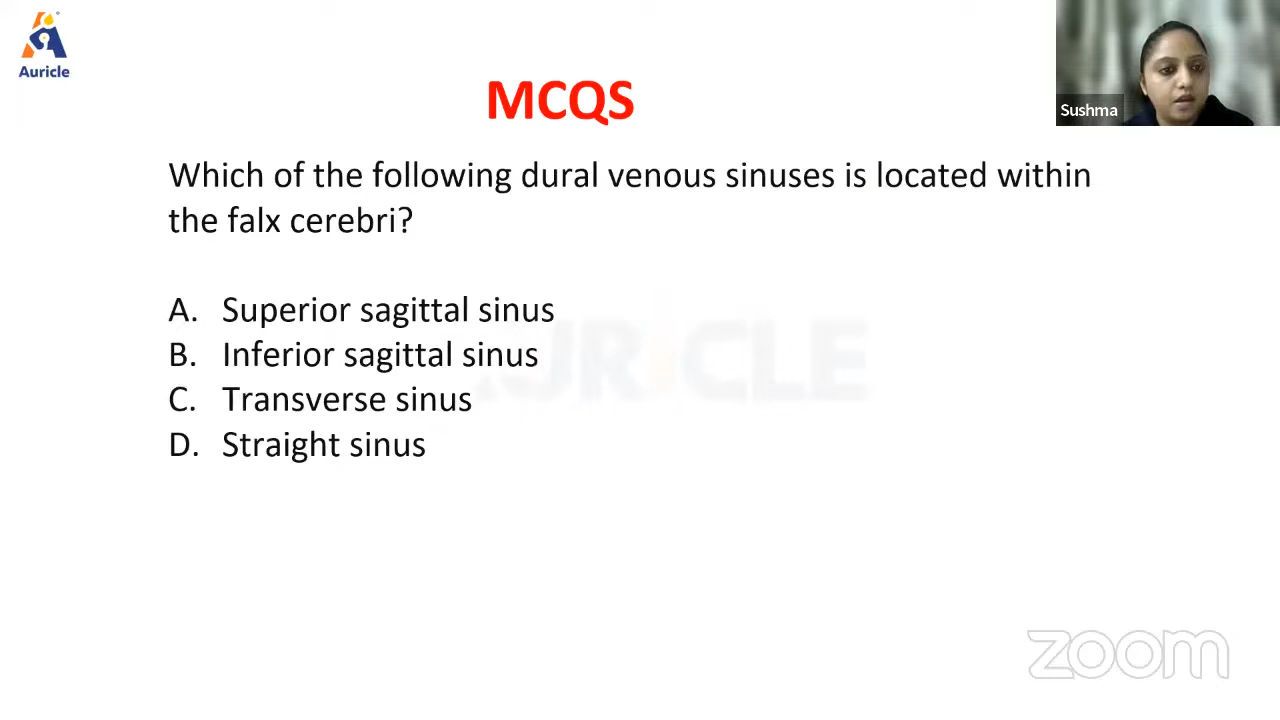 Auricle
Sushma
MCQS
Which of the following dural venous sinuses is located within
the falx cerebri?
A. Superior sagittal sinus
B. Inferior sagittal sinus
C. Transverse sinus
D. Straight sinus
AURICLE
zoom